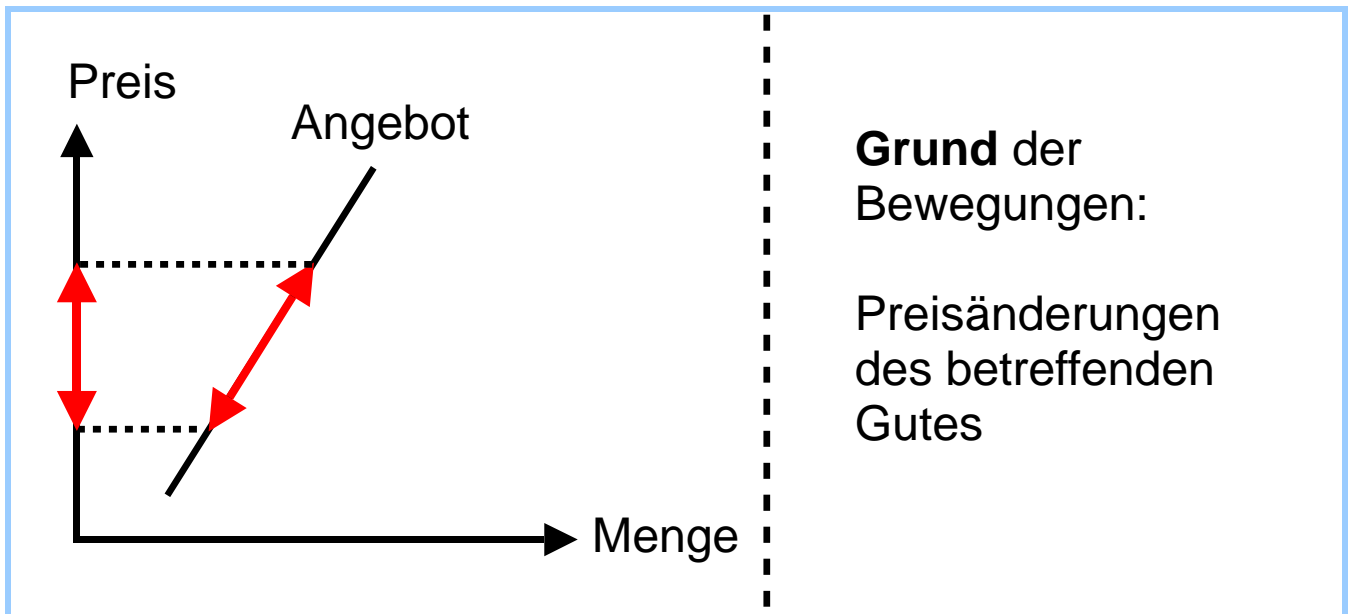 Preis
Angebot
Menge
Grund der
Bewegungen:
Preisänderungen
des betreffenden
Gutes